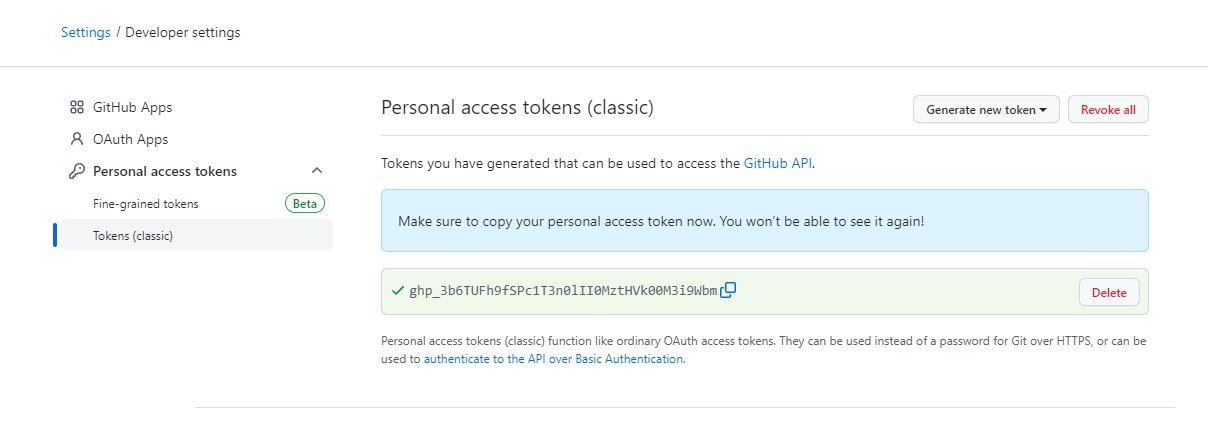 Settings / Developer settings
GitHub Apps
OAuth Apps
Personal access tokens
Fine-grained tokens Beta
Tokens (classic)
Personal access tokens (classic)
Generate new token
Revoke all
Tokens you have generated that can be used to access the GitHub API.
Make sure to copy your personal access token now. You won’t be able to see it again!
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
Delete
Personal access tokens (classic) function like ordinary OAuth access tokens. They can be used instead of a password for Git over HTTPS, or can be
used to authenticate to the API over Basic Authentication.